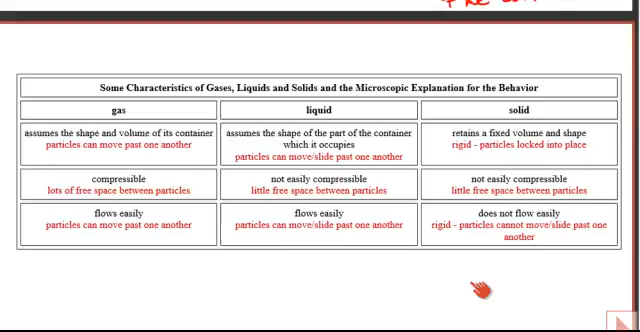 Some Characteristics of Gases, Liquids and Solids and the Microscopic Explanation for the Behavior
gas
liquid
solid
assumes the shape and volume of its container
particles can move past one another
assumes the shape of the part of the container
which it occupies
particles can move/slide past one another
retains a fixed volume and shape
rigid - particles locked into place
compressible
lots of free space between particles
not easily compressible
little free space between particles
not easily compressible
little free space between particles
flows easily
particles can move past one another
flows easily
particles can move/slide past one another
does not flow easily
rigid - particles cannot move/slide past one
another